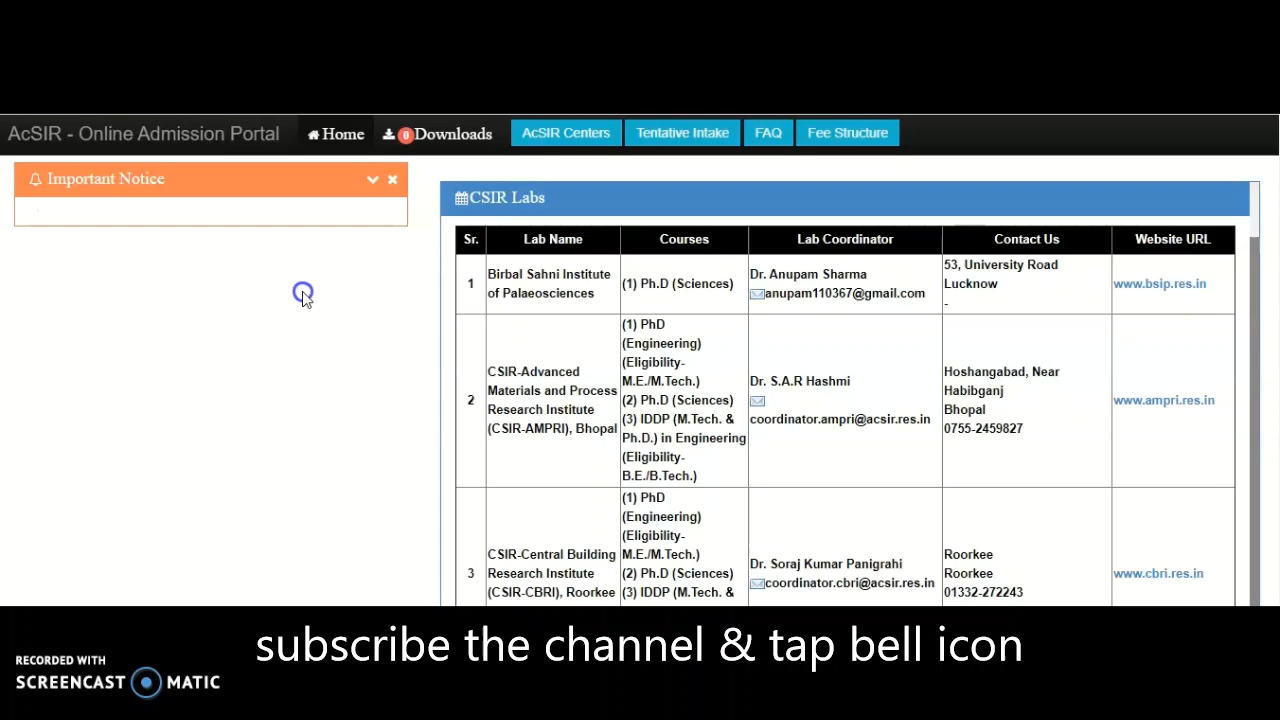 AcSIR - Online Admission Portal Home 0 Downloads AcSIR Centers Tentative Intake FAQ Fee Structure
Important Notice
CSIR Labs
Sr. Lab Name Courses Lab Coordinator Contact Us Website URL
1
Birbal Sahni Institute
of Palaeosciences
(1) Ph.D (Sciences)
Dr. Anupam Sharma
anupam110367@gmail.com
53, University Road
Lucknow
-
www.bsip.res.in
2
CSIR-Advanced
Materials and Process
Research Institute
(CSIR-AMPRI), Bhopal
(1) PhD
(Engineering)
(Eligibility-
M.E./M.Tech.)
(2) Ph.D (Sciences)
(3) IDDP (M.Tech. &
Ph.D.) in Engineering
(Eligibility-
B.E./B.Tech.)
Dr. S.A.R Hashmi
coordinator.ampri@acsir.res.in
Hoshangabad, Near
Habibganj
Bhopal
0755-2459827
www.ampri.res.in
3
CSIR-Central Building
Research Institute
(CSIR-CBRI), Roorkee
(1) PhD
(Engineering)
(Eligibility-
M.E./M.Tech.)
(2) Ph.D (Sciences)
(3) IDDP (M.Tech. &
Dr. Soraj Kumar Panigrahi
coordinator.cbri@acsir.res.in
Roorkee
Roorkee
01332-272243
www.cbri.res.in
subscribe the channel & tap bell icon
RECORDED WITH
SCREENCAST MATIC